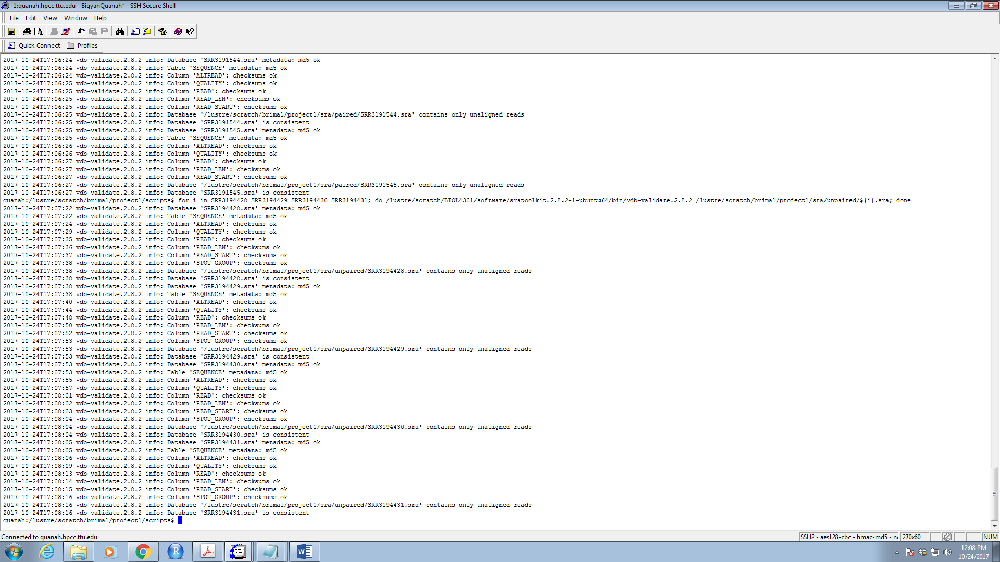 1:quanah.hpcc.ttu.edu - BigyanQuanah* - SSH Secure Shell
File Edit View Window Help
Quick Connect Profiles
2017-10-24T17:06:24 vdb-validate.2.8.2 info: Database 'SRR3191544.sra' metadata: md5 ok
2017-10-24T17:06:24 vdb-validate.2.8.2 info: Table 'SEQUENCE' metadata: md5 ok
2017-10-24T17:06:24 vdb-validate.2.8.2 info: Column 'ALTREAD': checksums ok
2017-10-24T17:06:25 vdb-validate.2.8.2 info: Column 'QUALITY': checksums ok
2017-10-24T17:06:25 vdb-validate.2.8.2 info: Column 'READ': checksums ok
2017-10-24T17:06:25 vdb-validate.2.8.2 info: Column 'READ_LEN': checksums ok
2017-10-24T17:06:25 vdb-validate.2.8.2 info: Column 'READ_START': checksums ok
2017-10-24T17:06:25 vdb-validate.2.8.2 info: Database '/lustre/scratch/brimal/project1/sra/paired/SRR3191544.sra' contains only unaligned reads
2017-10-24T17:06:25 vdb-validate.2.8.2 info: Database 'SRR3191544.sra' is consistent
2017-10-24T17:06:25 vdb-validate.2.8.2 info: Database 'SRR3191545.sra' metadata: md5 ok
2017-10-24T17:06:25 vdb-validate.2.8.2 info: Table 'SEQUENCE' metadata: md5 ok
2017-10-24T17:06:26 vdb-validate.2.8.2 info: Column 'ALTREAD': checksums ok
2017-10-24T17:06:26 vdb-validate.2.8.2 info: Column 'QUALITY': checksums ok
2017-10-24T17:06:27 vdb-validate.2.8.2 info: Column 'READ': checksums ok
2017-10-24T17:06:27 vdb-validate.2.8.2 info: Column 'READ_LEN': checksums ok
2017-10-24T17:06:27 vdb-validate.2.8.2 info: Column 'READ_START': checksums ok
2017-10-24T17:06:27 vdb-validate.2.8.2 info: Database '/lustre/scratch/brimal/project1/sra/paired/SRR3191545.sra' contains only unaligned reads
2017-10-24T17:06:27 vdb-validate.2.8.2 info: Database 'SRR3191545.sra' is consistent
quanah:/lustre/scratch/brimal/project1/scripts$ for i in SRR3194428 SRR3194429 SRR3194430 SRR3194431; do /lustre/scratch/BIOL4301/software/sratoolkit.2.8.2-1-ubuntu64/bin/vdb-validate.2.8.2 /lustre/scratch/brimal/project1/sra/unpaired/${i}.sra; done
2017-10-24T17:07:22 vdb-validate.2.8.2 info: Database 'SRR3194428.sra' metadata: md5 ok
2017-10-24T17:07:22 vdb-validate.2.8.2 info: Table 'SEQUENCE' metadata: md5 ok
2017-10-24T17:07:24 vdb-validate.2.8.2 info: Column 'ALTREAD': checksums ok
2017-10-24T17:07:29 vdb-validate.2.8.2 info: Column 'QUALITY': checksums ok
2017-10-24T17:07:35 vdb-validate.2.8.2 info: Column 'READ': checksums ok
2017-10-24T17:07:36 vdb-validate.2.8.2 info: Column 'READ_LEN': checksums ok
2017-10-24T17:07:37 vdb-validate.2.8.2 info: Column 'READ_START': checksums ok
2017-10-24T17:07:38 vdb-validate.2.8.2 info: Column 'SPOT_GROUP': checksums ok
2017-10-24T17:07:38 vdb-validate.2.8.2 info: Database '/lustre/scratch/brimal/project1/sra/unpaired/SRR3194428.sra' contains only unaligned reads
2017-10-24T17:07:38 vdb-validate.2.8.2 info: Database 'SRR3194428.sra' is consistent
2017-10-24T17:07:38 vdb-validate.2.8.2 info: Database 'SRR3194429.sra' metadata: md5 ok
2017-10-24T17:07:38 vdb-validate.2.8.2 info: Table 'SEQUENCE' metadata: md5 ok
2017-10-24T17:07:40 vdb-validate.2.8.2 info: Column 'ALTREAD': checksums ok
2017-10-24T17:07:44 vdb-validate.2.8.2 info: Column 'QUALITY': checksums ok
2017-10-24T17:07:48 vdb-validate.2.8.2 info: Column 'READ': checksums ok
2017-10-24T17:07:50 vdb-validate.2.8.2 info: Column 'READ_LEN': checksums ok
2017-10-24T17:07:52 vdb-validate.2.8.2 info: Column 'READ_START': checksums ok
2017-10-24T17:07:53 vdb-validate.2.8.2 info: Column 'SPOT_GROUP': checksums ok
2017-10-24T17:07:53 vdb-validate.2.8.2 info: Database '/lustre/scratch/brimal/project1/sra/unpaired/SRR3194429.sra' contains only unaligned reads
2017-10-24T17:07:53 vdb-validate.2.8.2 info: Database 'SRR3194429.sra' is consistent
2017-10-24T17:07:53 vdb-validate.2.8.2 info: Database 'SRR3194430.sra' metadata: md5 ok
2017-10-24T17:07:53 vdb-validate.2.8.2 info: Table 'SEQUENCE' metadata: md5 ok
2017-10-24T17:07:55 vdb-validate.2.8.2 info: Column 'ALTREAD': checksums ok
2017-10-24T17:07:57 vdb-validate.2.8.2 info: Column 'QUALITY': checksums ok
2017-10-24T17:08:01 vdb-validate.2.8.2 info: Column 'READ': checksums ok
2017-10-24T17:08:02 vdb-validate.2.8.2 info: Column 'READ_LEN': checksums ok
2017-10-24T17:08:03 vdb-validate.2.8.2 info: Column 'READ_START': checksums ok
2017-10-24T17:08:04 vdb-validate.2.8.2 info: Column 'SPOT_GROUP': checksums ok
2017-10-24T17:08:04 vdb-validate.2.8.2 info: Database '/lustre/scratch/brimal/project1/sra/unpaired/SRR3194430.sra' contains only unaligned reads
2017-10-24T17:08:04 vdb-validate.2.8.2 info: Database 'SRR3194430.sra' is consistent
2017-10-24T17:08:05 vdb-validate.2.8.2 info: Database 'SRR3194431.sra' metadata: md5 ok
2017-10-24T17:08:05 vdb-validate.2.8.2 info: Table 'SEQUENCE' metadata: md5 ok
2017-10-24T17:08:06 vdb-validate.2.8.2 info: Column 'ALTREAD': checksums ok
2017-10-24T17:08:09 vdb-validate.2.8.2 info: Column 'QUALITY': checksums ok
2017-10-24T17:08:13 vdb-validate.2.8.2 info: Column 'READ': checksums ok
2017-10-24T17:08:14 vdb-validate.2.8.2 info: Column 'READ_LEN': checksums ok
2017-10-24T17:08:15 vdb-validate.2.8.2 info: Column 'READ_START': checksums ok
2017-10-24T17:08:16 vdb-validate.2.8.2 info: Column 'SPOT_GROUP': checksums ok
2017-10-24T17:08:16 vdb-validate.2.8.2 info: Database '/lustre/scratch/brimal/project1/sra/unpaired/SRR3194431.sra' contains only unaligned reads
2017-10-24T17:08:16 vdb-validate.2.8.2 info: Database 'SRR3194431.sra' is consistent
quanah:/lustre/scratch/brimal/project1/scripts$
Connected to quanah.hpcc.ttu.edu SSH2 - aes128-cbc - hmac-md5 - 270x60 NUM
12:08 PM
10/24/2017